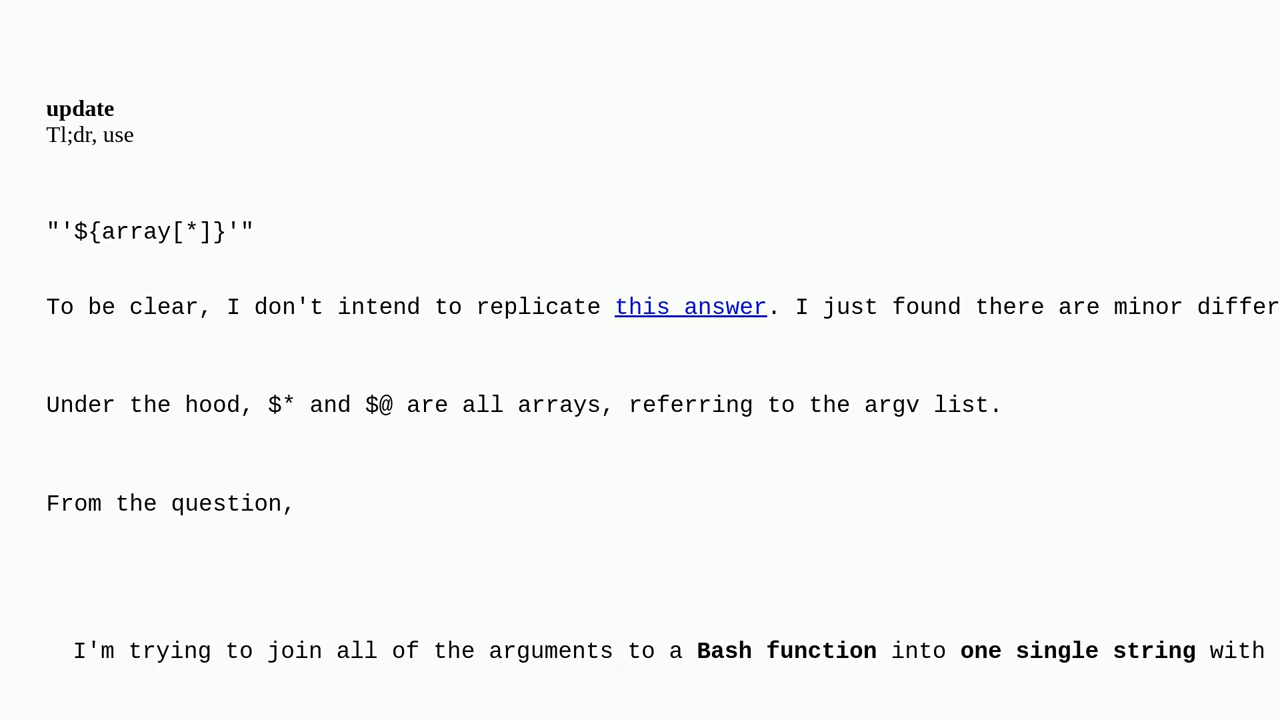 update
Tl;dr, use
"'${array[*]}'"
To be clear, I don't intend to replicate this answer. I just found there are minor differ
Under the hood, $* and $@ are all arrays, referring to the argv list.
From the question,
I'm trying to join all of the arguments to a Bash function into one single string with